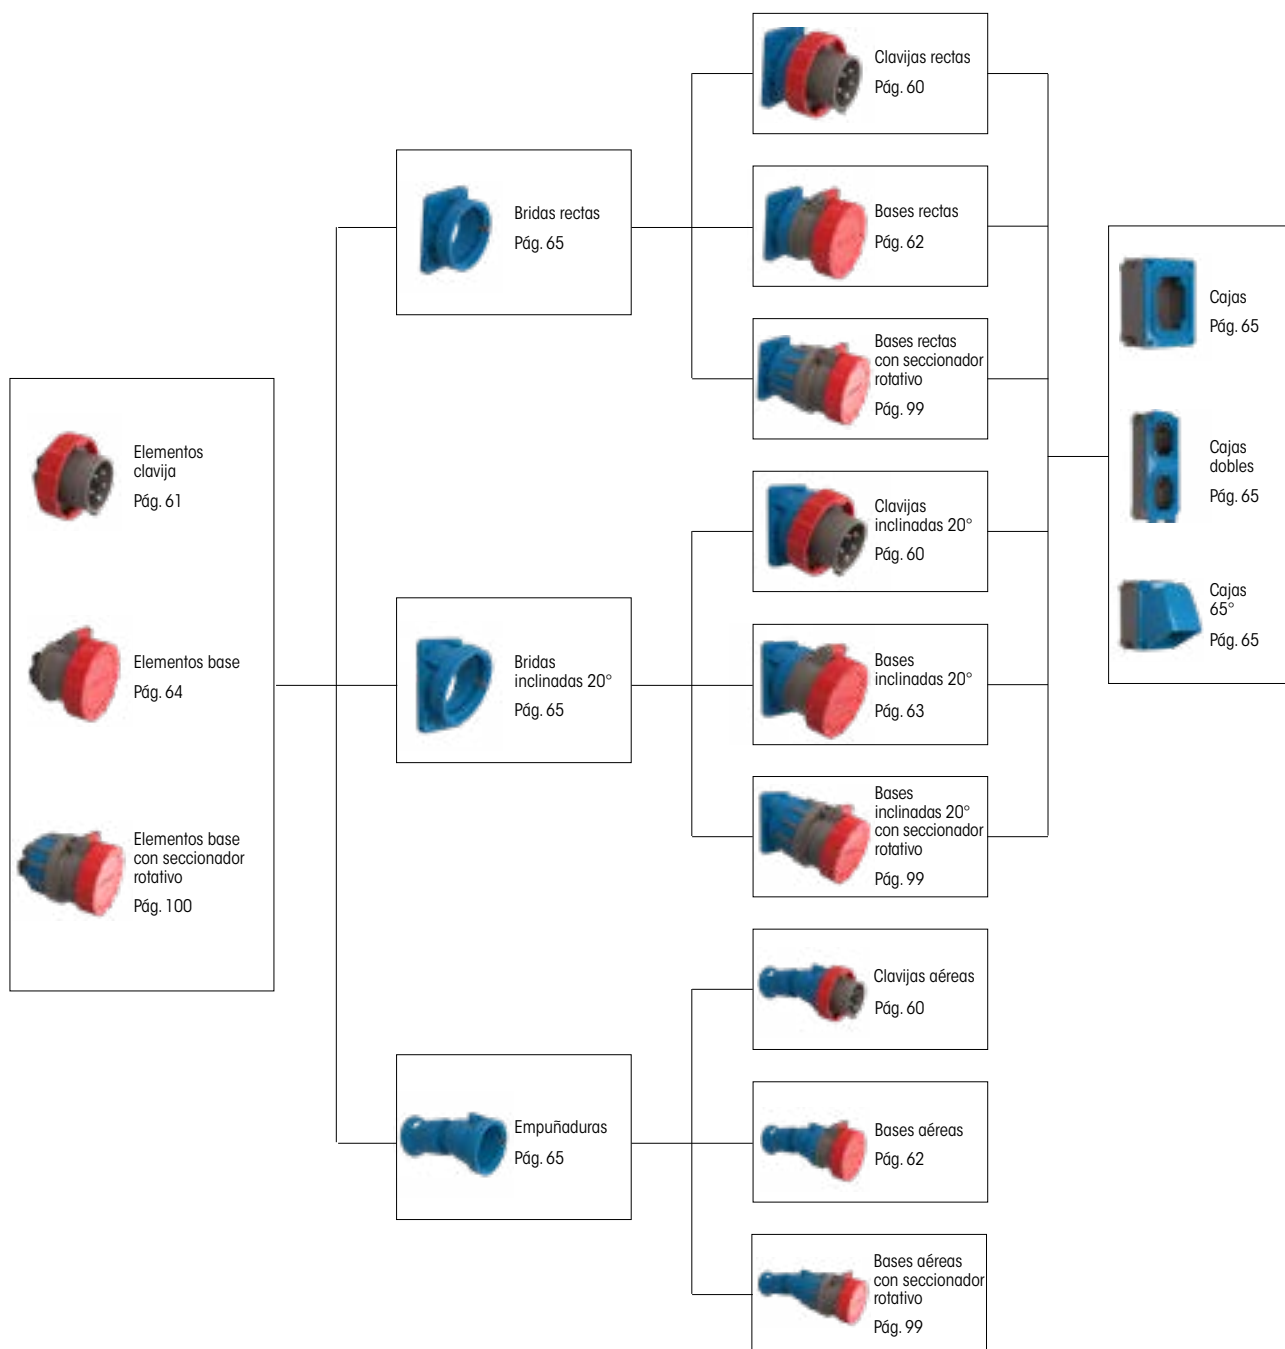 Elementos
clavija
Pág. 61
Elementos base
Pág. 64
Elementos base
con seccionador
rotativo
Pág. 100
Bridas rectas
Pág. 65
Bridas
inclinadas 20°
Pág. 65
Empuñaduras
Pág. 65
Clavijas rectas
Pág. 60
Bases rectas
Pág. 62
Bases rectas
con seccionador
rotativo
Pág. 99
Clavijas
inclinadas 20°
Pág. 60
Bases
inclinadas 20°
Pág. 63
Bases
inclinadas 20°
con seccionador
rotativo
Pág. 99
Clavijas aéreas
Pág. 60
Bases aéreas
Pág. 62
Bases aéreas
con seccionador
rotativo
Pág. 99
Cajas
Pág. 65
Cajas
dobles
Pág. 65
Cajas
65°
Pág. 65